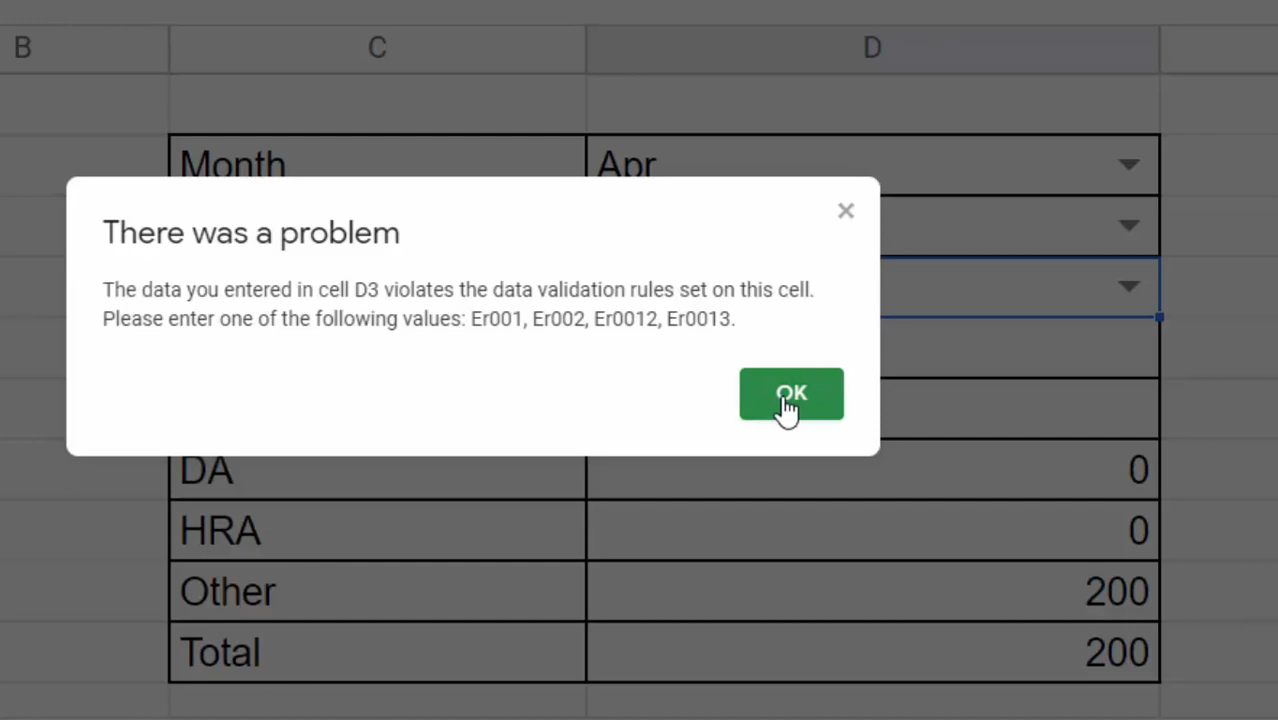 B C D
Month Apr
There was a problem
The data you entered in cell D3 violates the data validation rules set on this cell.
Please enter one of the following values: Er001, Er002, Er0012, Er0013.
OK
DA 0
HRA 0
Other 200
Total 200